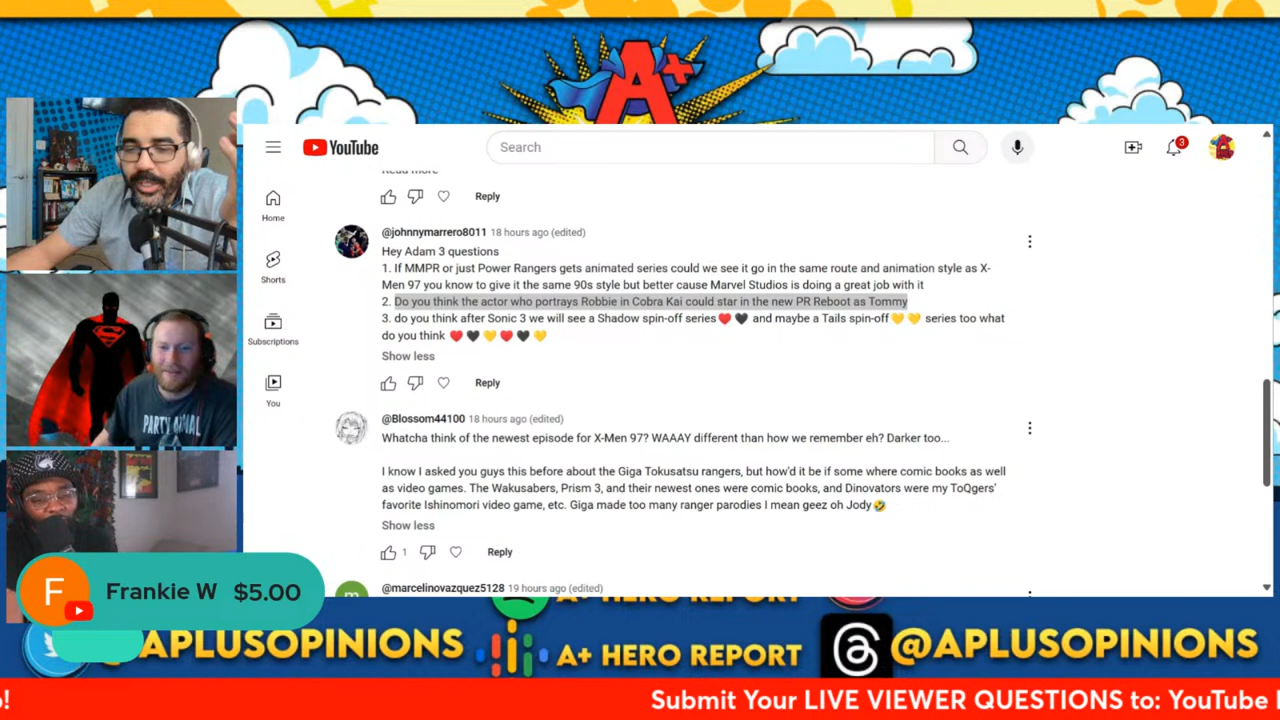 A+
YouTube
Search
3
Home
Shorts
Subscriptions
You
Read more
Reply
@johnnymarrero8011 18 hours ago (edited)
Hey Adam 3 questions
1. If MMPR or just Power Rangers gets animated series could we see it go in the same route and animation style as X-
Men 97 you know to give it the same 90s style but better cause Marvel Studios is doing a great job with it
2. Do you think the actor who portrays Robbie in Cobra Kai could star in the new PR Reboot as Tommy
3. do you think after Sonic 3 we will see a Shadow spin-off series❤️ 🖤 and maybe a Tails spin-off💛 💛 series too what
do you think ❤️ 🖤 💛 ❤️ 🖤 💛
Show less
Reply
@Blossom44100 18 hours ago (edited)
Whatcha think of the newest episode for X-Men 97? WAAAY different than how we remember eh? Darker too...
I know I asked you guys this before about the Giga Tokusatsu rangers, but how'd it be if some where comic books as well
as video games. The Wakusabers, Prism 3, and their newest ones were comic books, and Dinovators were my ToQgers'
favorite Ishinomori video game, etc. Giga made too many ranger parodies I mean geez oh Jody🤣
Show less
1
Reply
@marcelinovazquez5128 19 hours ago (edited)
m
PARTY ANIMAL
F
Frankie W $5.00
A+ HERO REPORT
@APLUSOPINIONS
A+ HERO REPORT
@APLUSOPINIONS
Submit Your LIVE VIEWER QUESTIONS to: YouTube